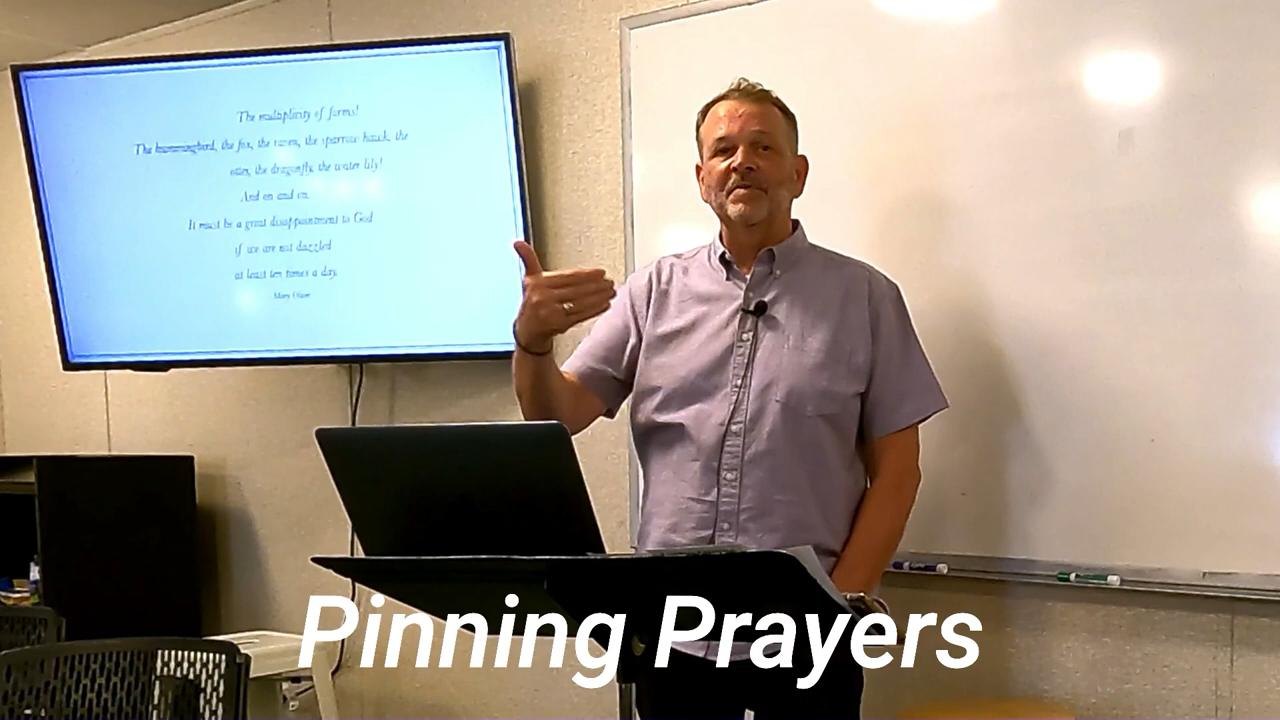 The multiplicity of forms!
The hummingbird, the fox, the raven, the sparrow hawk, the
otter, the dragonfly, the water lily!
And on and on.
It must be a great disappointment to God
if we are not dazzled
at least ten times a day.
Mary Oliver
Pinning Prayers